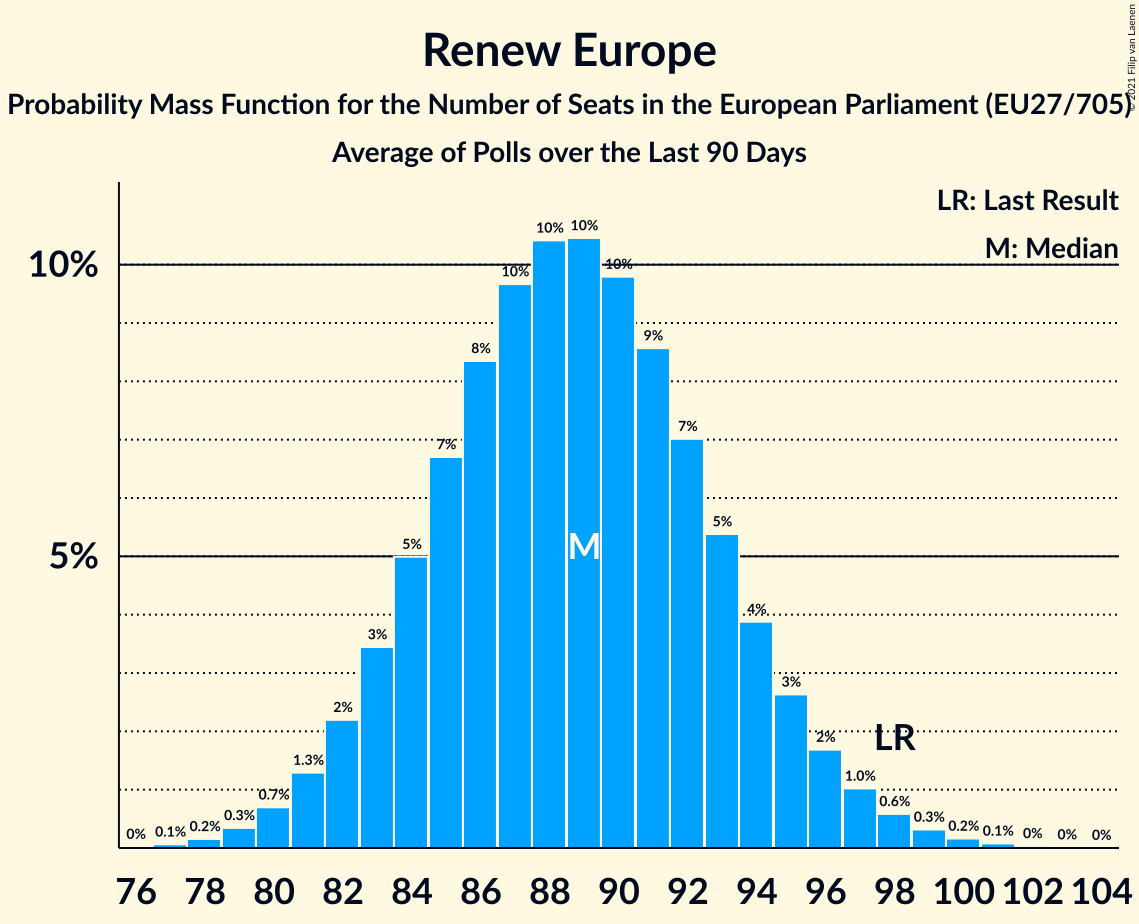 © 2021 Filip van Laenen
Renew Europe
Probability Mass Function for the Number of Seats in the European Parliament (EU27/705)
Average of Polls over the Last 90 Days
LR: Last Result
M: Median
10%
5%
0% 0.1% 0.2% 0.3% 0.7% 1.3% 2% 3% 5% 7% 8% 10% 10% 10% 10% 9% 7% 5% 4% 3% 2% 1.0% 0.6% 0.3% 0.2% 0.1% 0% 0% 0%
M
LR
76 78 80 82 84 86 88 90 92 94 96 98 100 102 104